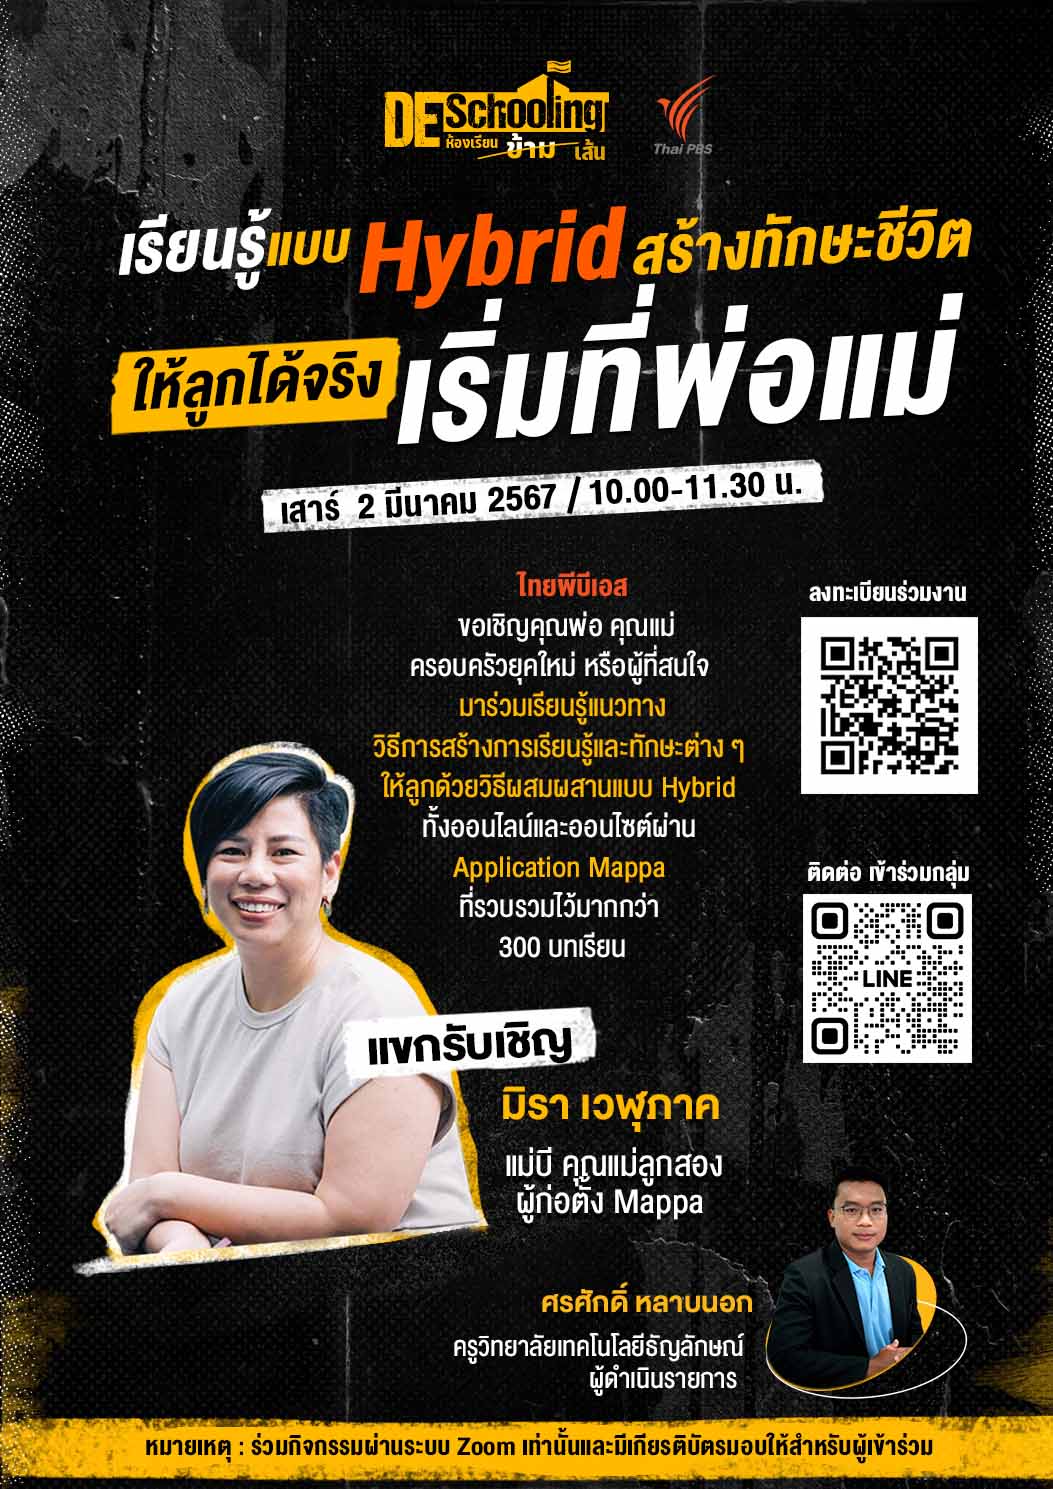 DESchooling
ห้องเรียน ข้าม เส้น
Thai PBS
เรียนรู้แบบ Hybrid สร้างทักษะชีวิต
ให้ลูกได้จริง เริ่มที่พ่อแม่
เสาร์ 2 มีนาคม 2567 / 10.00-11.30 น.
ไทยพีบีเอส
ขอเชิญคุณพ่อ คุณแม่
ครอบครัวยุคใหม่ หรือผู้ที่สนใจ
มาร่วมเรียนรู้แนวทาง
วิธีการสร้างการเรียนรู้และทักษะต่าง ๆ
ให้ลูกด้วยวิธีผสมผสานแบบ Hybrid
ทั้งออนไลน์และออนไซต์ผ่าน
Application Mappa
ที่รวบรวมไว้มากกว่า
300 บทเรียน
ลงทะเบียนร่วมงาน
ติดต่อ เข้าร่วมกลุ่ม
LINE
แขกรับเชิญ
มิรา เวฬุภาค
แม่บี คุณแม่ลูกสอง
ผู้ก่อตั้ง Mappa
ศรศักดิ์ หลาบนอก
ครูวิทยาลัยเทคโนโลยีธัญลักษณ์
ผู้ดำเนินรายการ
หมายเหตุ : ร่วมกิจกรรมผ่านระบบ Zoom เท่านั้นและมีเกียรติบัตรมอบให้สำหรับผู้เข้าร่วม